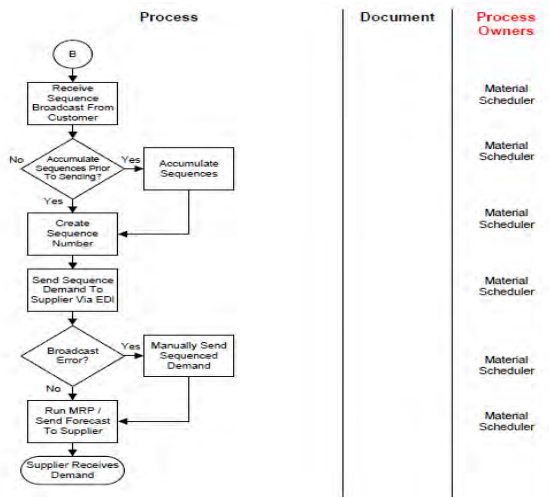 Process
Document
Process
Owners
B
Receive
Sequence
Broadcast From
Customer
Material
Scheduler
No
Accumulate
Sequences Prior
To Sending?
Yes
Accumulate
Sequences
Material
Scheduler
Yes
Create
Sequence
Number
Material
Scheduler
Send Sequence
Demand To
Supplier Via EDI
Material
Scheduler
Broadcast
Error?
Yes
Manually Send
Sequenced
Demand
Material
Scheduler
No
Run MRP /
Send Forecast
To Supplier
Material
Scheduler
Supplier Receives
Demand